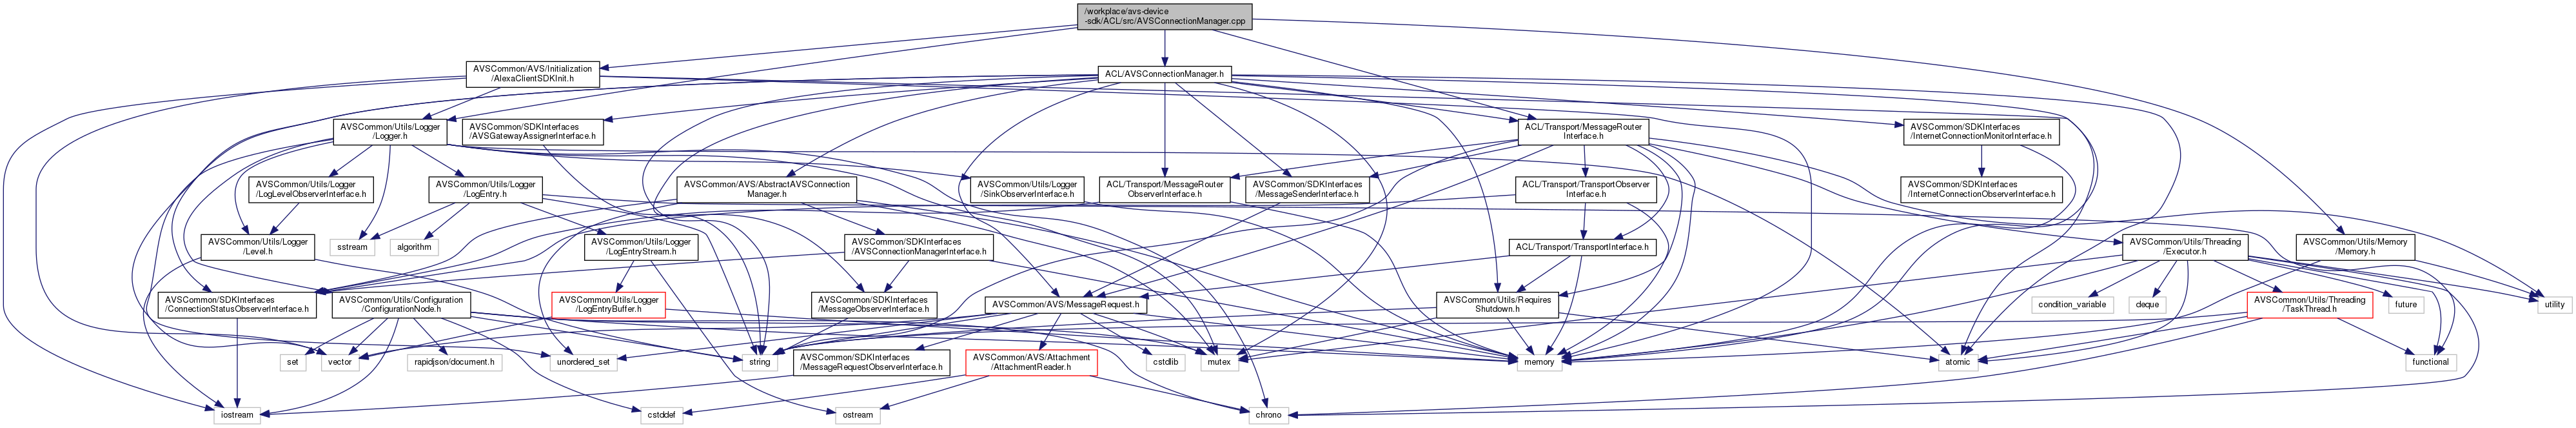 /workplace/avs-device
-sdk/ACL/src/AVSConnectionManager.cpp
AVSCommon/AVS/Initialization
/AlexaClientSDKInit.h
ACL/AVSConnectionManager.h
AVSCommon/Utils/Logger
/Logger.h
AVSCommon/SDKInterfaces
/AVSGatewayAssignerInterface.h
ACL/Transport/MessageRouter
Interface.h
AVSCommon/SDKInterfaces
/InternetConnectionMonitorInterface.h
AVSCommon/Utils/Logger
/LogLevelObserverInterface.h
AVSCommon/Utils/Logger
/LogEntry.h
AVSCommon/AVS/AbstractAVSConnection
Manager.h
AVSCommon/Utils/Logger
/SinkObserverInterface.h
ACL/Transport/MessageRouter
ObserverInterface.h
AVSCommon/SDKInterfaces
/MessageSenderInterface.h
ACL/Transport/TransportObserver
Interface.h
AVSCommon/SDKInterfaces
/InternetConnectionObserverInterface.h
AVSCommon/Utils/Logger
/Level.h
sstream
algorithm
AVSCommon/Utils/Logger
/LogEntryStream.h
AVSCommon/SDKInterfaces
/AVSConnectionManagerInterface.h
ACL/Transport/TransportInterface.h
AVSCommon/Utils/Threading
/Executor.h
AVSCommon/Utils/Memory
/Memory.h
AVSCommon/SDKInterfaces
/ConnectionStatusObserverInterface.h
AVSCommon/Utils/Configuration
/ConfigurationNode.h
AVSCommon/Utils/Logger
/LogEntryBuffer.h
AVSCommon/SDKInterfaces
/MessageObserverInterface.h
AVSCommon/AVS/MessageRequest.h
AVSCommon/Utils/Requires
Shutdown.h
condition_variable
deque
AVSCommon/Utils/Threading
/TaskThread.h
future
utility
set
vector
rapidjson/document.h
unordered_set
string
AVSCommon/SDKInterfaces
/MessageRequestObserverInterface.h
AVSCommon/AVS/Attachment
/AttachmentReader.h
cstdlib
mutex
memory
atomic
functional
iostream
cstddef
ostream
chrono